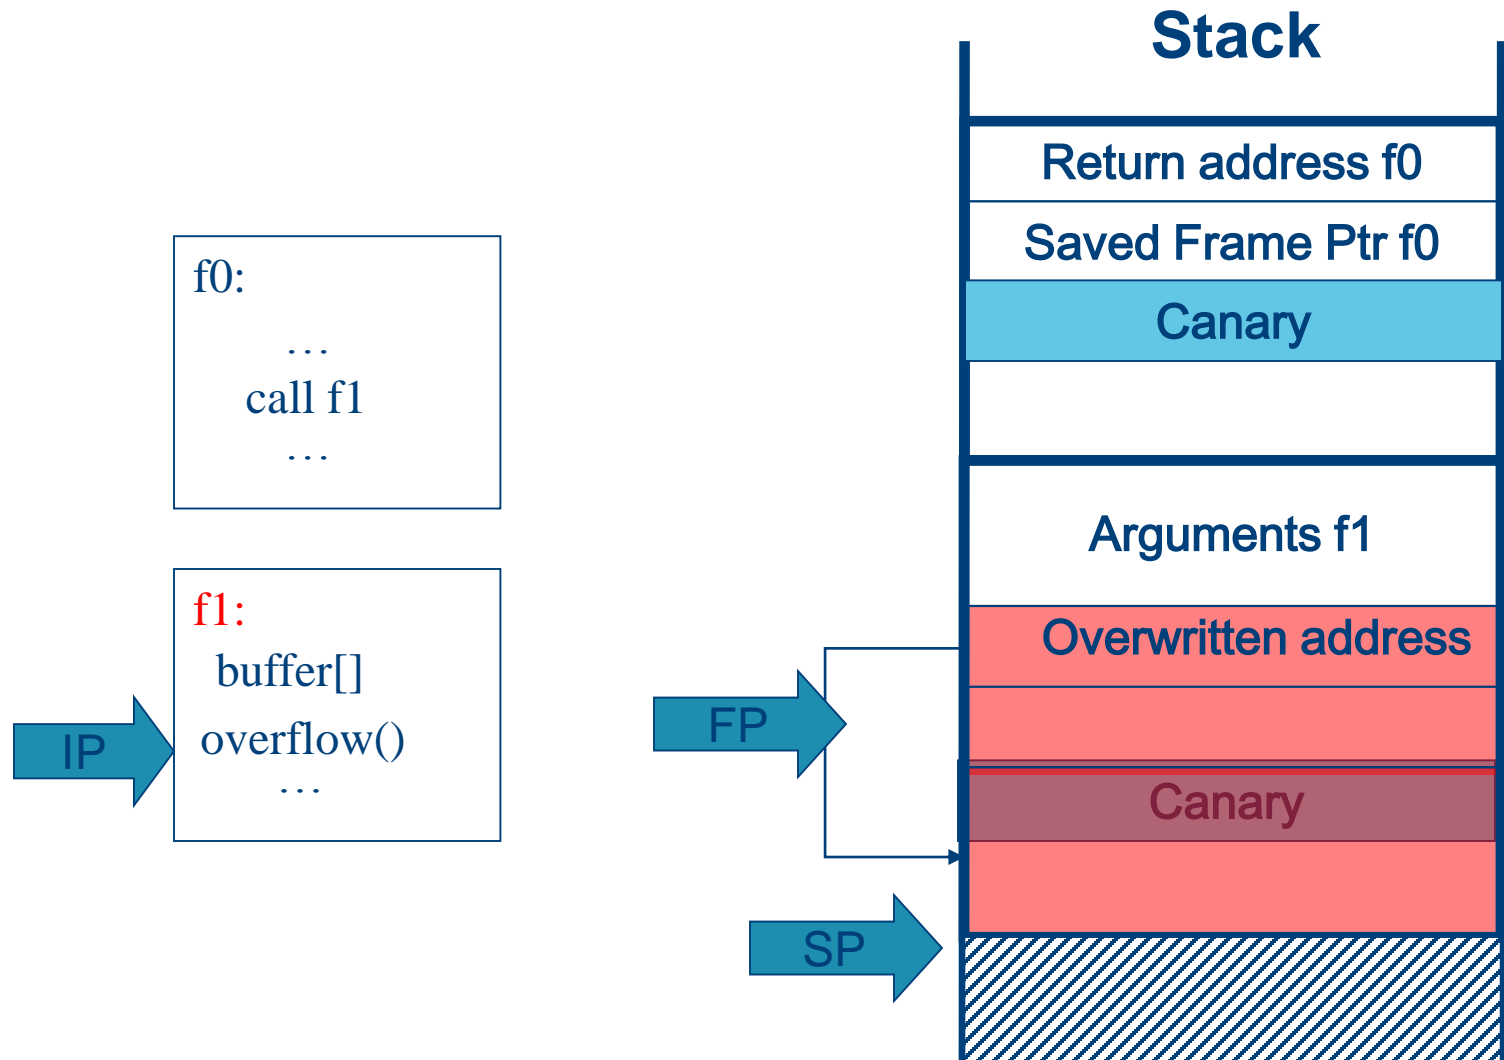 Stack
Return address f0
Saved Frame Ptr f0
Canary
f0:
...
call f1
...
Arguments f1
f1:
buffer[]
overflow()
...
IP
FP
SP
Overwritten address
Canary